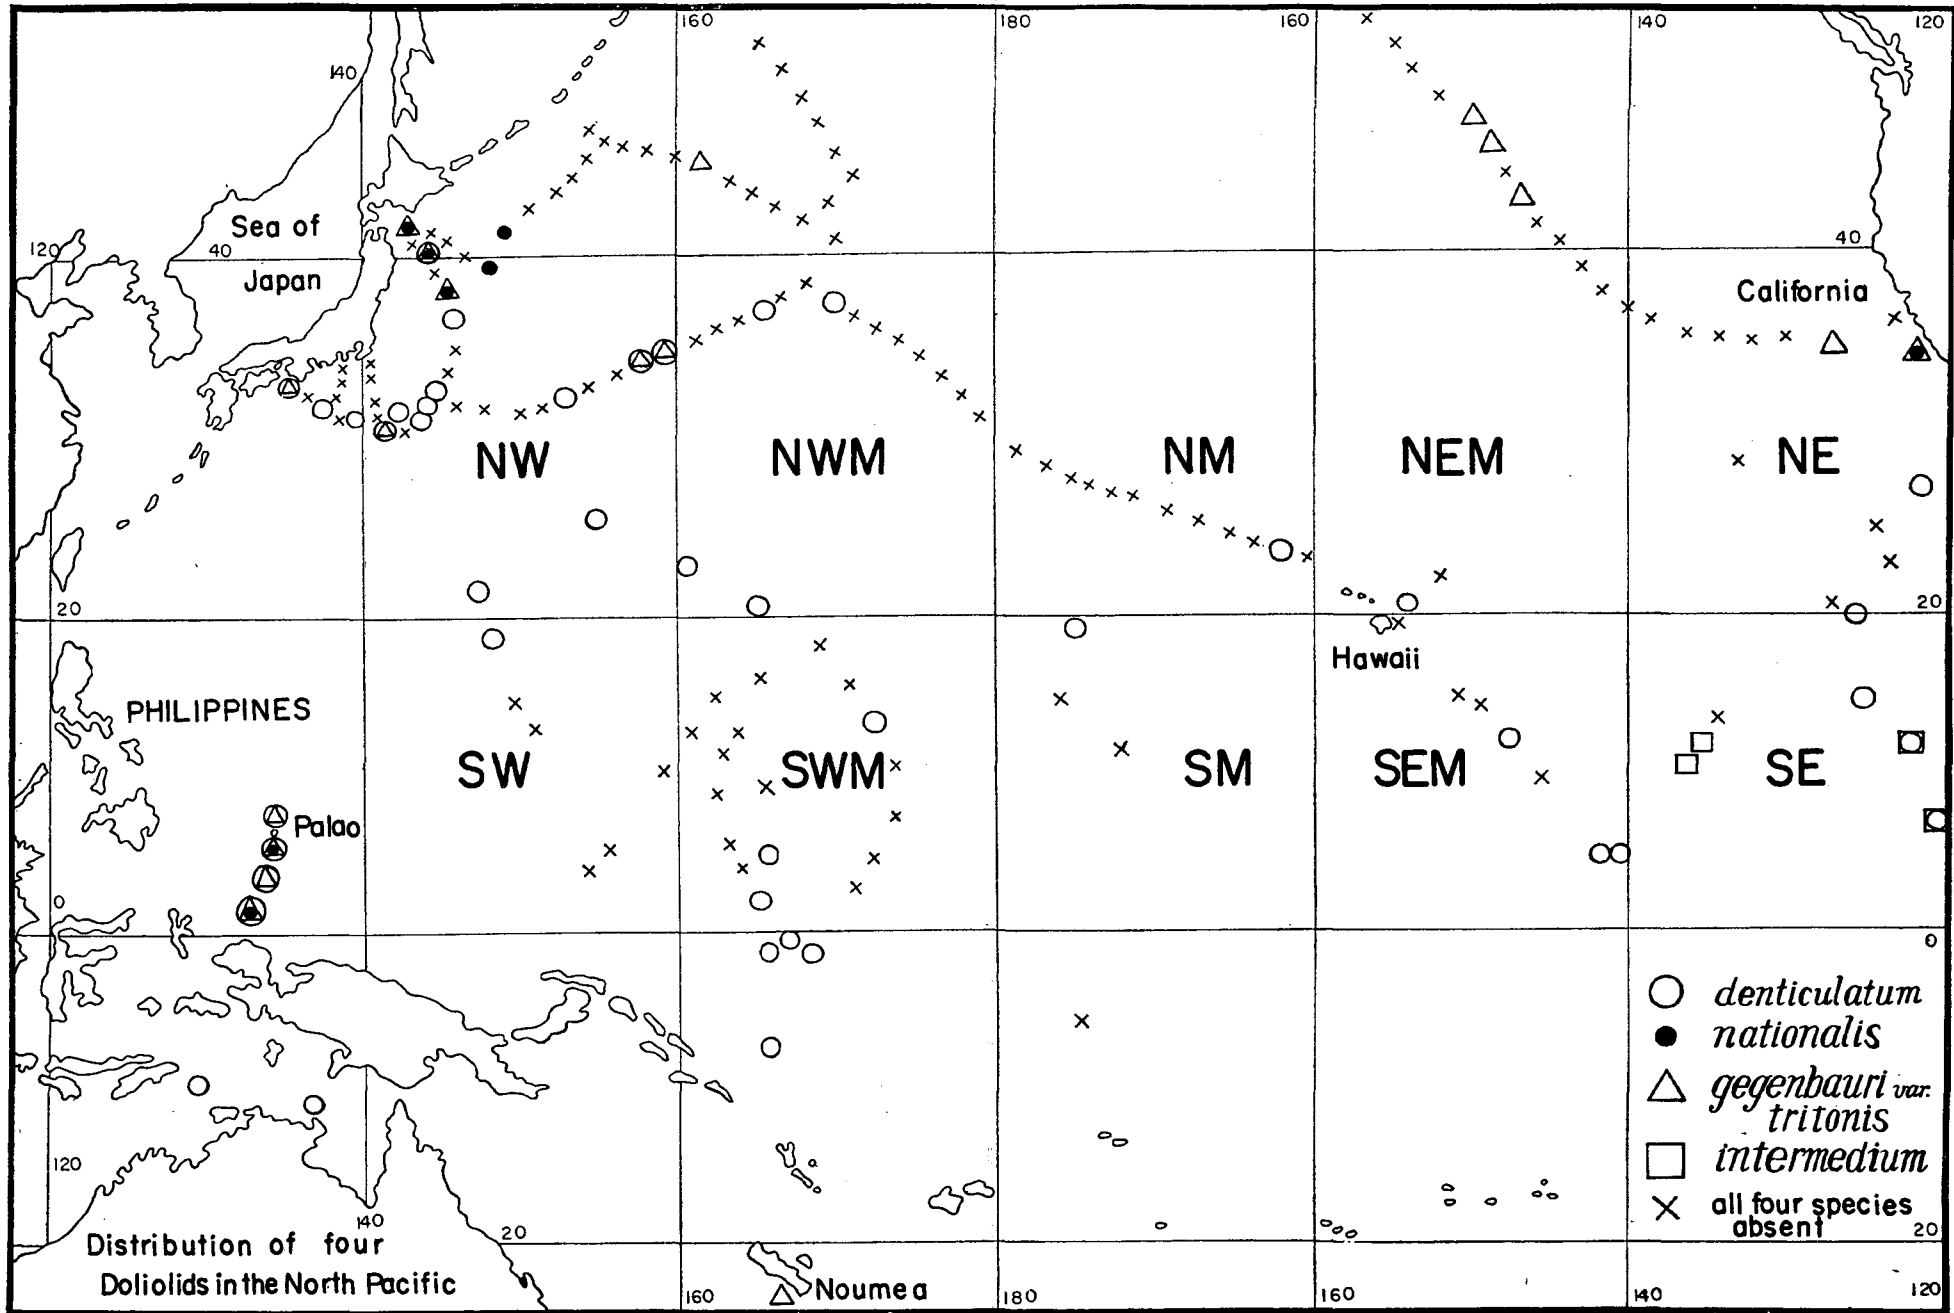 160
180
160
140
120
140
Sea of
40
Japan
120
40
California
NW
NWM
NM
NEM
NE
20
20
Hawaii
PHILIPPINES
SW
SWM
SM
SEM
SE
Palao
0
0
denticulatum
nationalis
gegenbauri var.
tritonis
intermedium
all four species
absent
120
140
20
20
Distribution of four
Doliolids in the North Pacific
Noumea
160
180
160
140
120